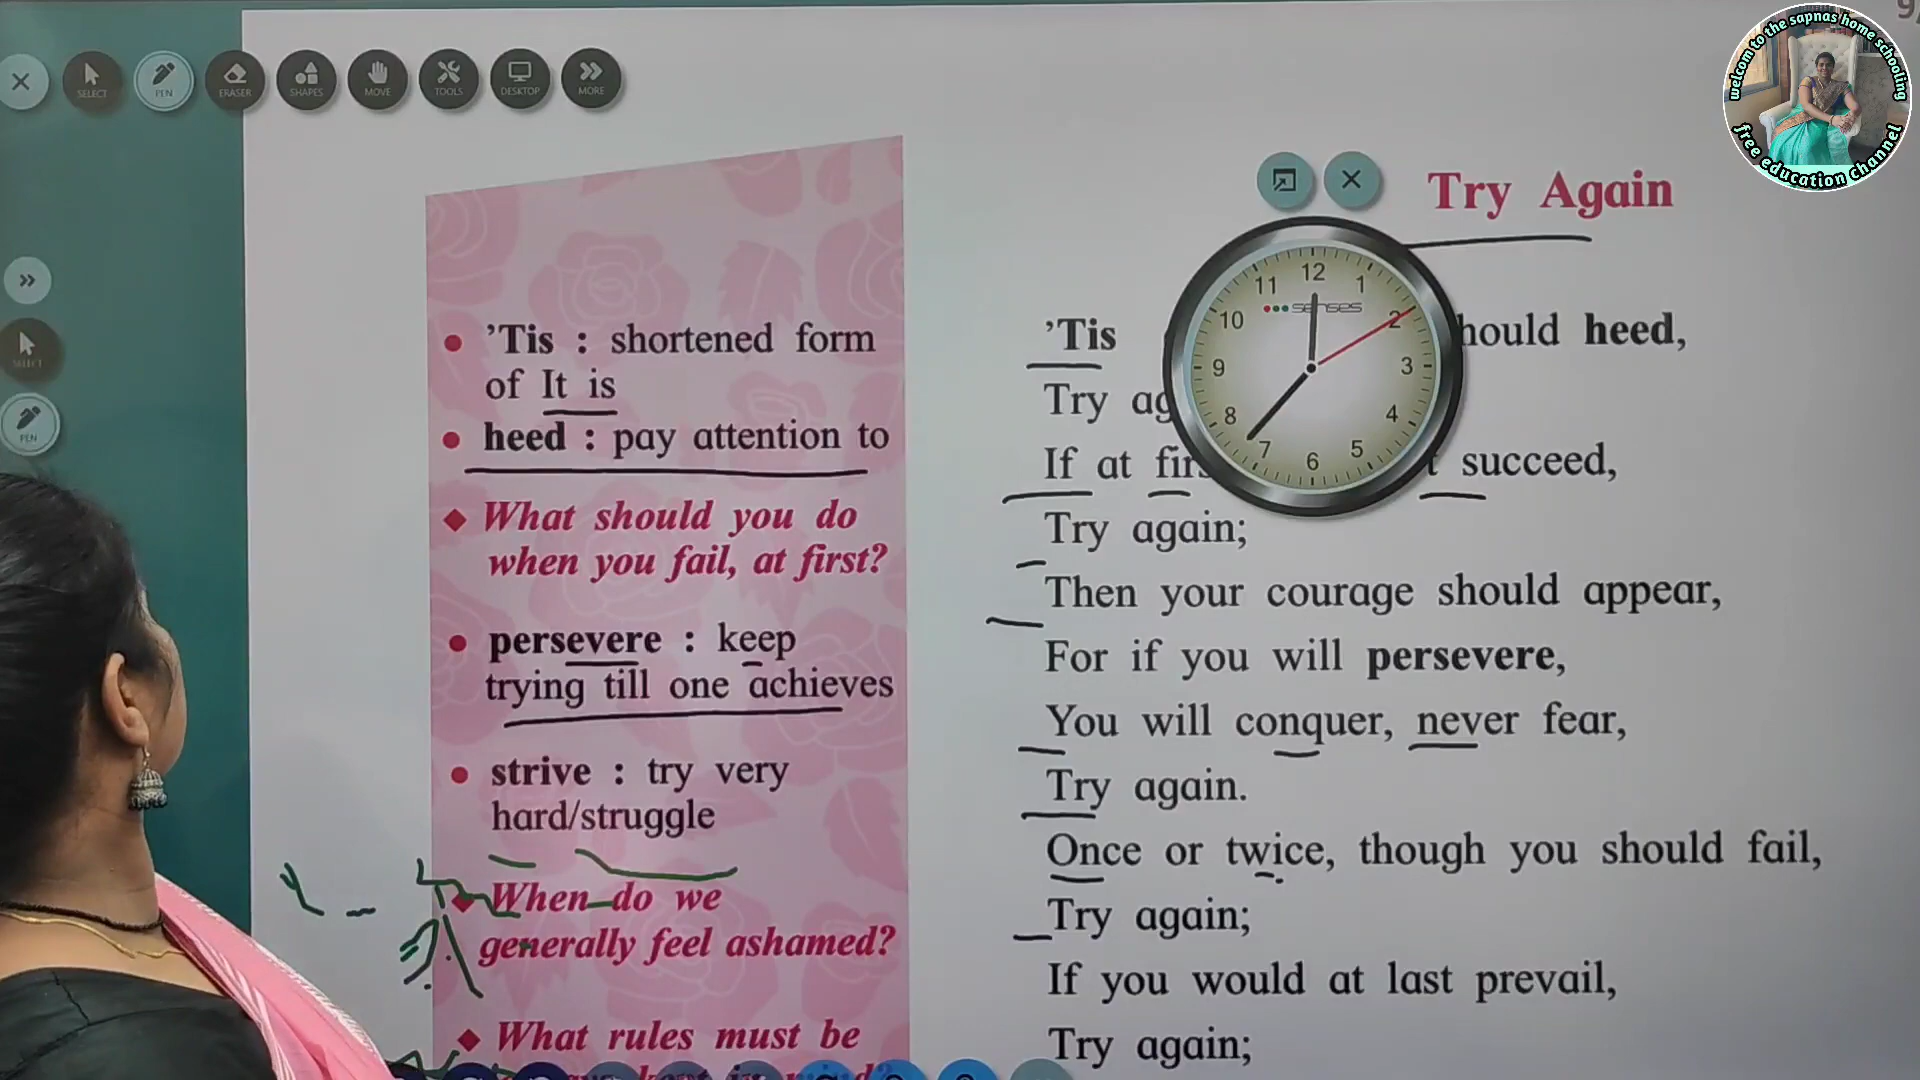 welcom to the sapnas home schooling
free education channel
SELECT
PEN
ERASER
SHAPES
MOVE
TOOLS
DESKTOP
MORE
SELECT
PEN
’Tis : shortened form
of It is
heed : pay attention to
What should you do
when you fail, at first?
persevere : keep
trying till one achieves
strive : try very
hard/struggle
When do we
generally feel ashamed?
What rules must be
Try Again
’Tis hould heed,
Try ag
If at firs t succeed,
Try again;
Then your courage should appear,
For if you will persevere,
You will conquer, never fear,
Try again.
Once or twice, though you should fail,
Try again;
If you would at last prevail,
Try again;
12
1
2
3
4
5
6
7
8
9
10
11
senses